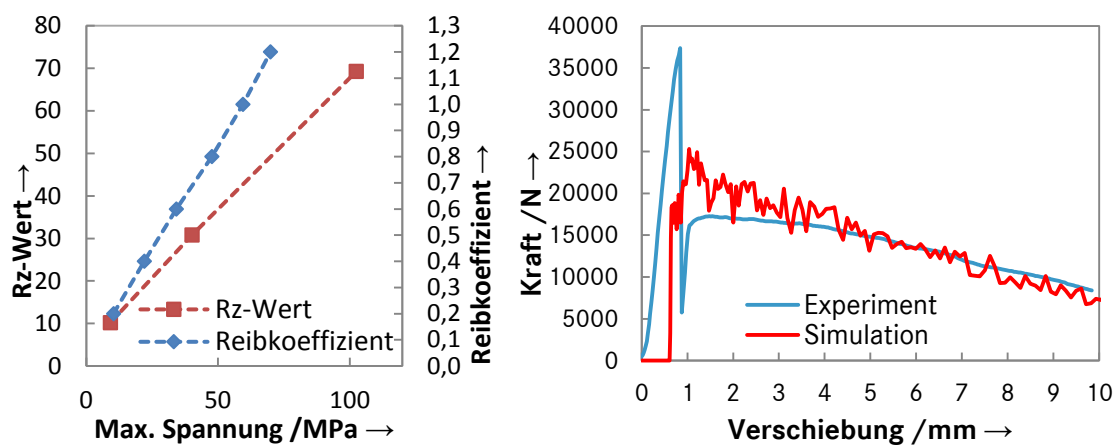 80
70
60
50
40
30
20
10
0
Rz-Wert →
1,3
1,2
1,1
1,0
0,9
0,8
0,7
0,6
0,5
0,4
0,3
0,2
0,1
0,0
Reibkoeffizient →
Rz-Wert
Reibkoeffizient
0 50 100
Max. Spannung /MPa →
40000
35000
30000
25000
20000
15000
10000
5000
0
Kraft /N →
Experiment
Simulation
0 1 2 3 4 5 6 7 8 9 10
Verschiebung /mm →